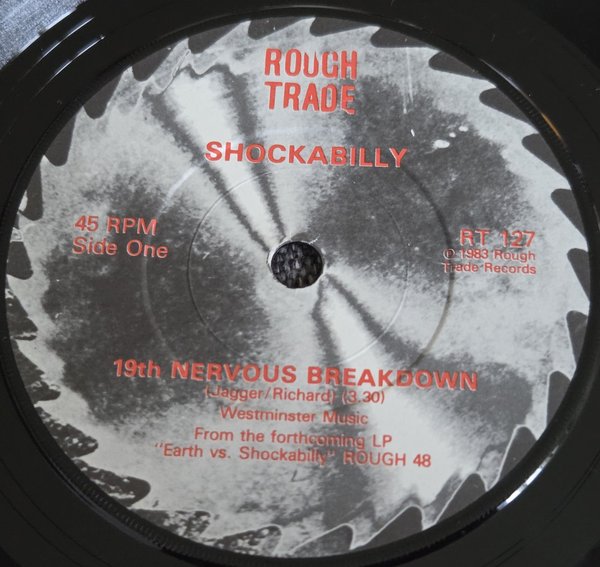 ROUGH
TRADE
SHOCKABILLY
45 RPM
Side One
RT 127
℗ 1983 Rough
Trade Records
19th NERVOUS BREAKDOWN
(Jagger/Richard) (3.30)
Westminster Music
From the forthcoming LP
"Earth vs. Shockabilly" ROUGH 48